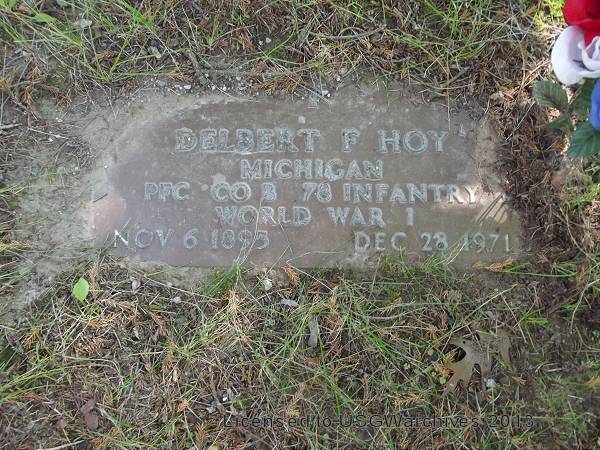 DELBERT F HOY
MICHIGAN
PFC CO B 78 INFANTRY
WORLD WAR I
NOV 6 1895 DEC 28 1971
Licensed to USGWarchives 2013